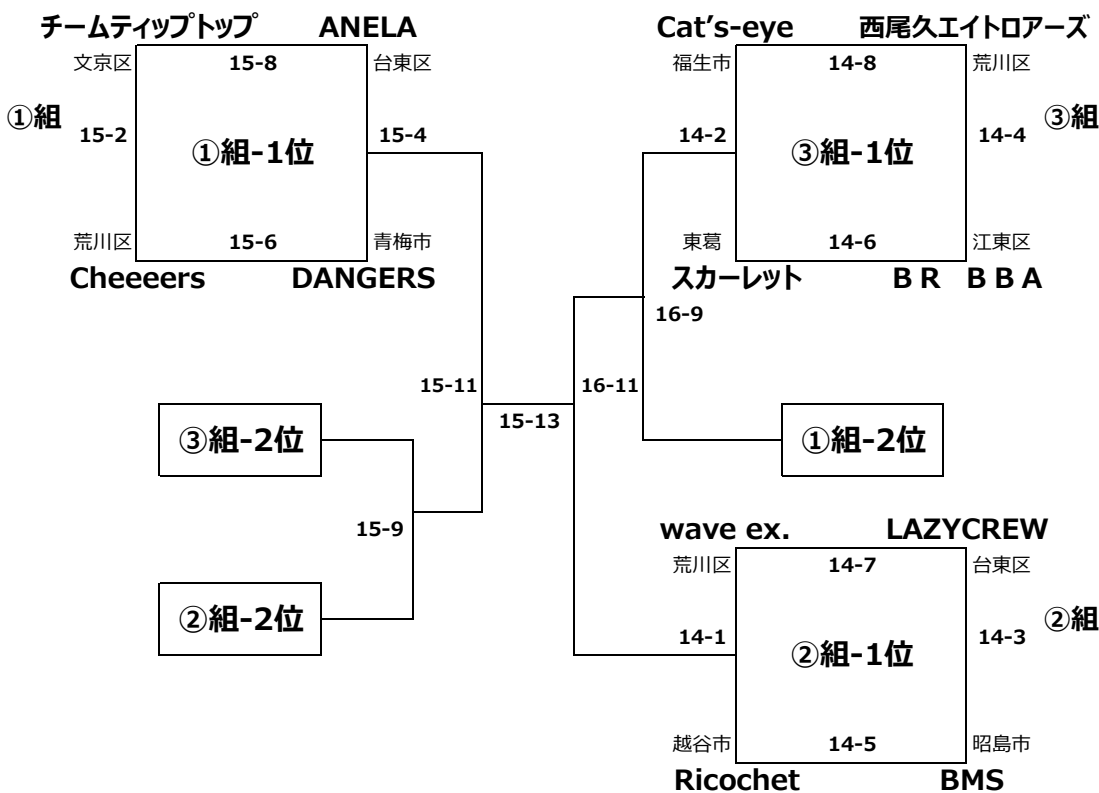 チームティップトップ ANELA Cat's-eye 西尾久エイトロアーズ
文京区 15-8 台東区 福生市 14-8 荒川区
①組 15-2 ①組-1位 15-4 14-2 ③組-1位 14-4 ③組
荒川区 15-6 青梅市 東葛 14-6 江東区
Cheeeers DANGERS スカーレット ＢＲ ＢＢＡ
16-9
15-11 16-11
15-13
③組-2位 ①組-2位
15-9 wave ex. LAZYCREW
荒川区 14-7 台東区
②組-2位 14-1 ②組-1位 14-3 ②組
越谷市 14-5 昭島市
Ricochet BMS